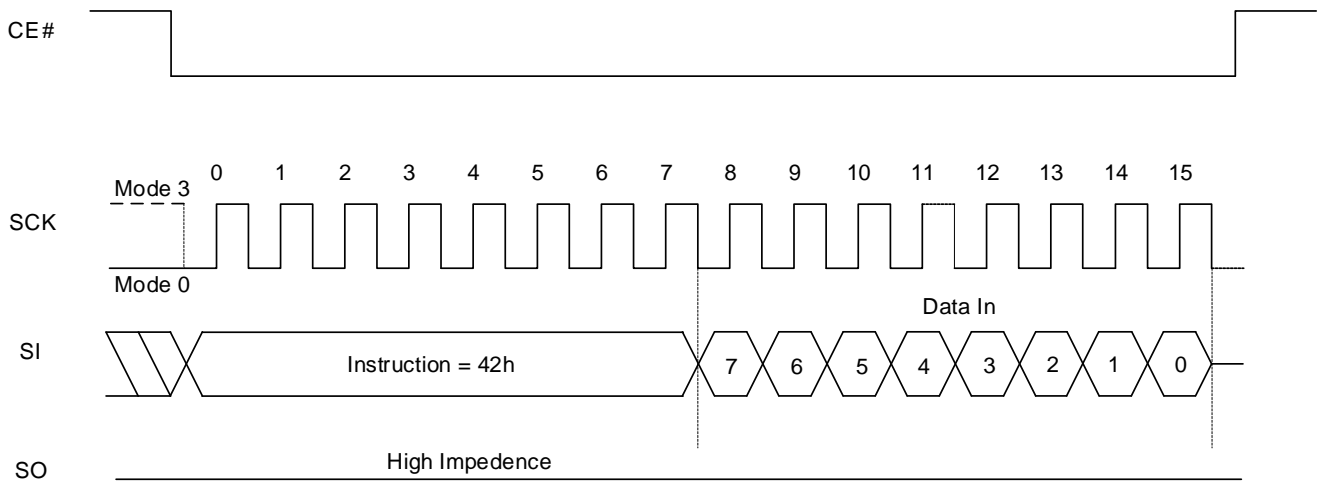 CE#
0 1 2 3 4 5 6 7 8 9 10 11 12 13 14 15
Mode 3
SCK
Mode 0
Data In
SI
Instruction = 42h
7 6 5 4 3 2 1 0
High Impedence
SO